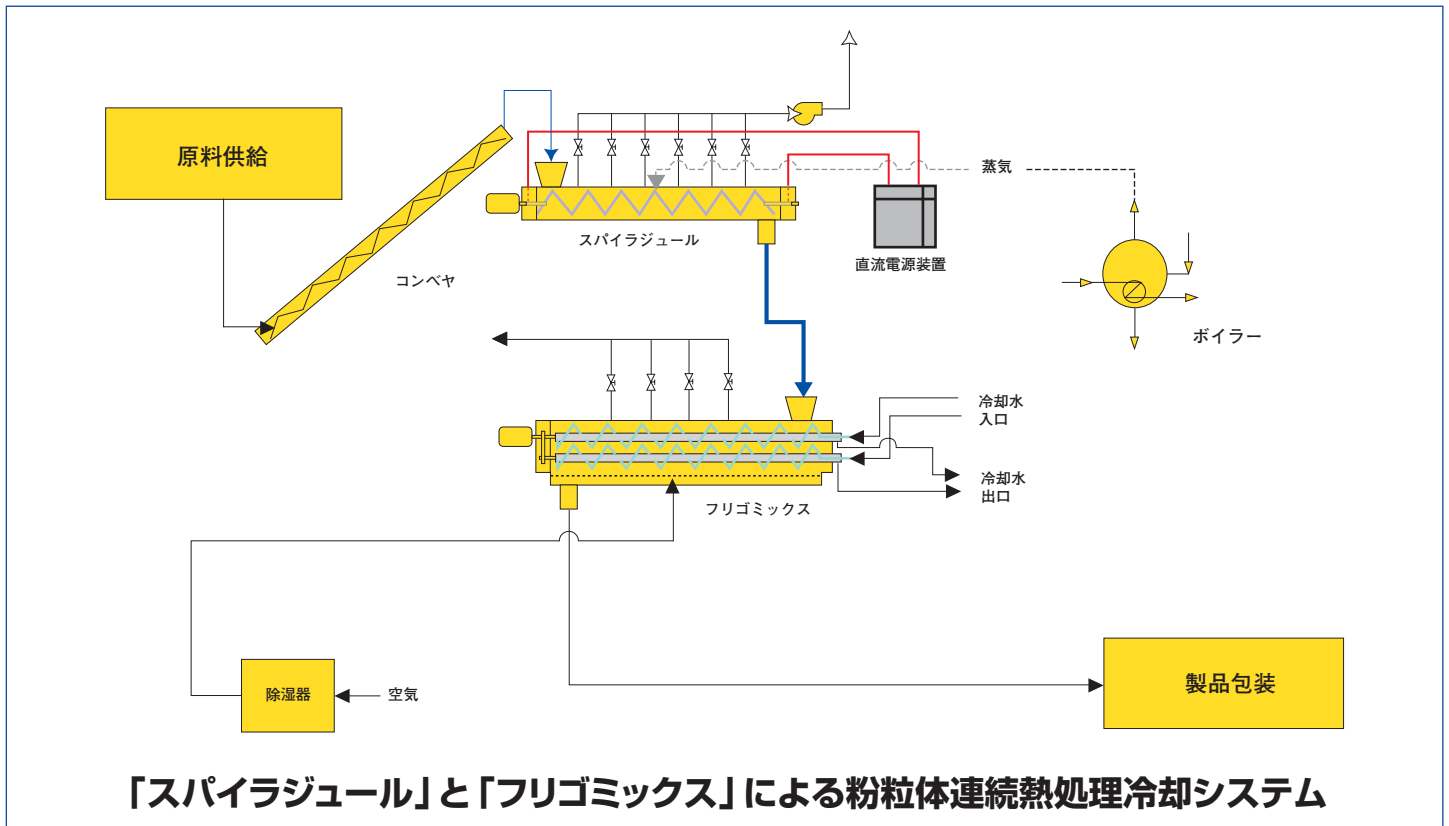 原料供給
コンベヤ
スパイラジュール
蒸気
直流電源装置
ボイラー
冷却水
入口
冷却水
出口
フリゴミックス
除湿器
空気
製品包装
「スパイラジュール」と「フリゴミックス」による粉粒体連続熱処理冷却システム